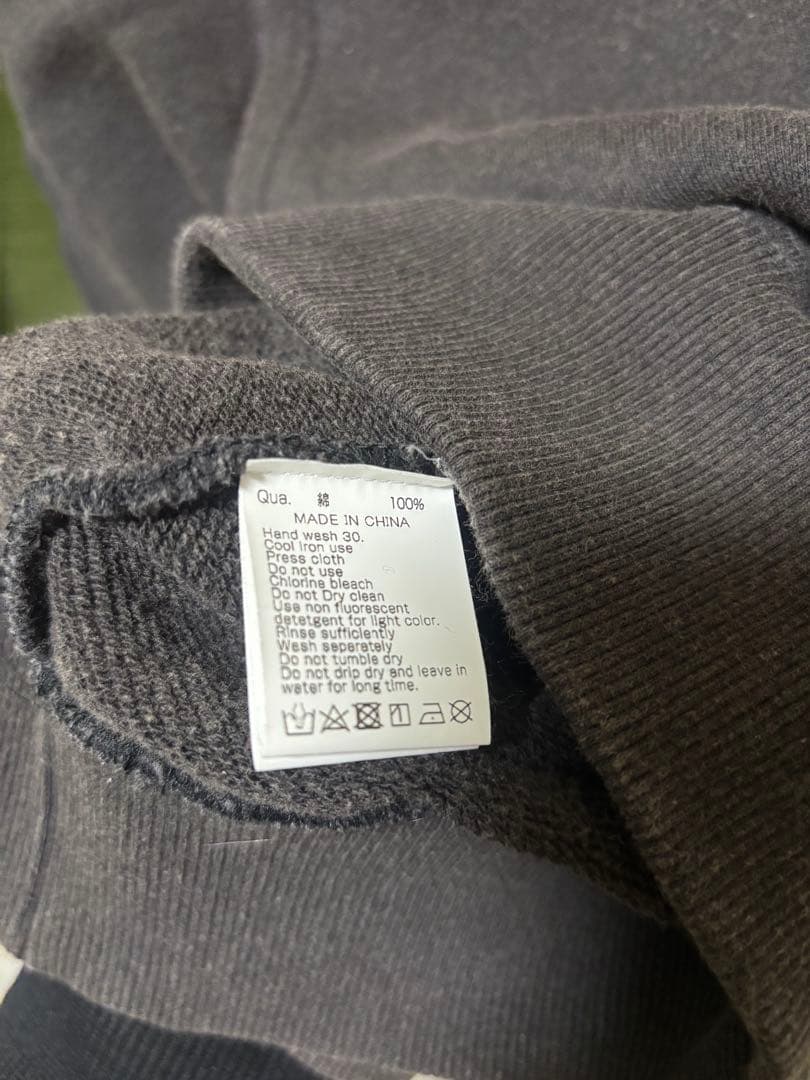 Qua. 綿 100%
MADE IN CHINA
Hand wash 30.
Cool iron use
Press cloth
Do not use
Chlorine bleach
Do not Dry clean
Use non fluorescent
detetgent for light color.
Rinse sufficiently
Wash separately
Do not tumble dry
Do not drip dry and leave in
water for long time.